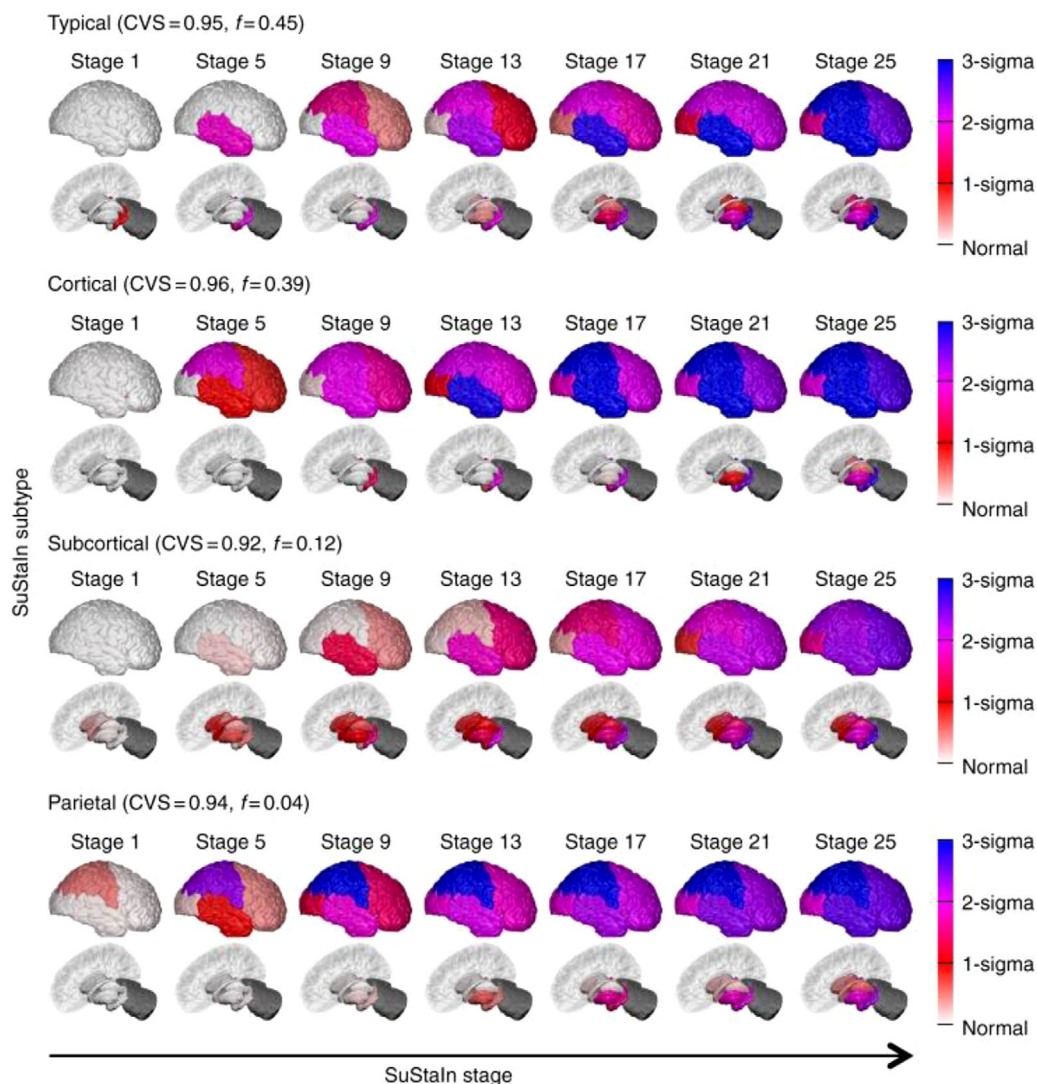 Typical (CVS=0.95, f=0.45)
Stage 1 Stage 5 Stage 9 Stage 13 Stage 17 Stage 21 Stage 25
3-sigma
2-sigma
1-sigma
Normal
Cortical (CVS=0.96, f=0.39)
Stage 1 Stage 5 Stage 9 Stage 13 Stage 17 Stage 21 Stage 25
3-sigma
2-sigma
1-sigma
Normal
SuStaIn subtype
Subcortical (CVS=0.92, f=0.12)
Stage 1 Stage 5 Stage 9 Stage 13 Stage 17 Stage 21 Stage 25
3-sigma
2-sigma
1-sigma
Normal
Parietal (CVS=0.94, f=0.04)
Stage 1 Stage 5 Stage 9 Stage 13 Stage 17 Stage 21 Stage 25
3-sigma
2-sigma
1-sigma
Normal
SuStaIn stage